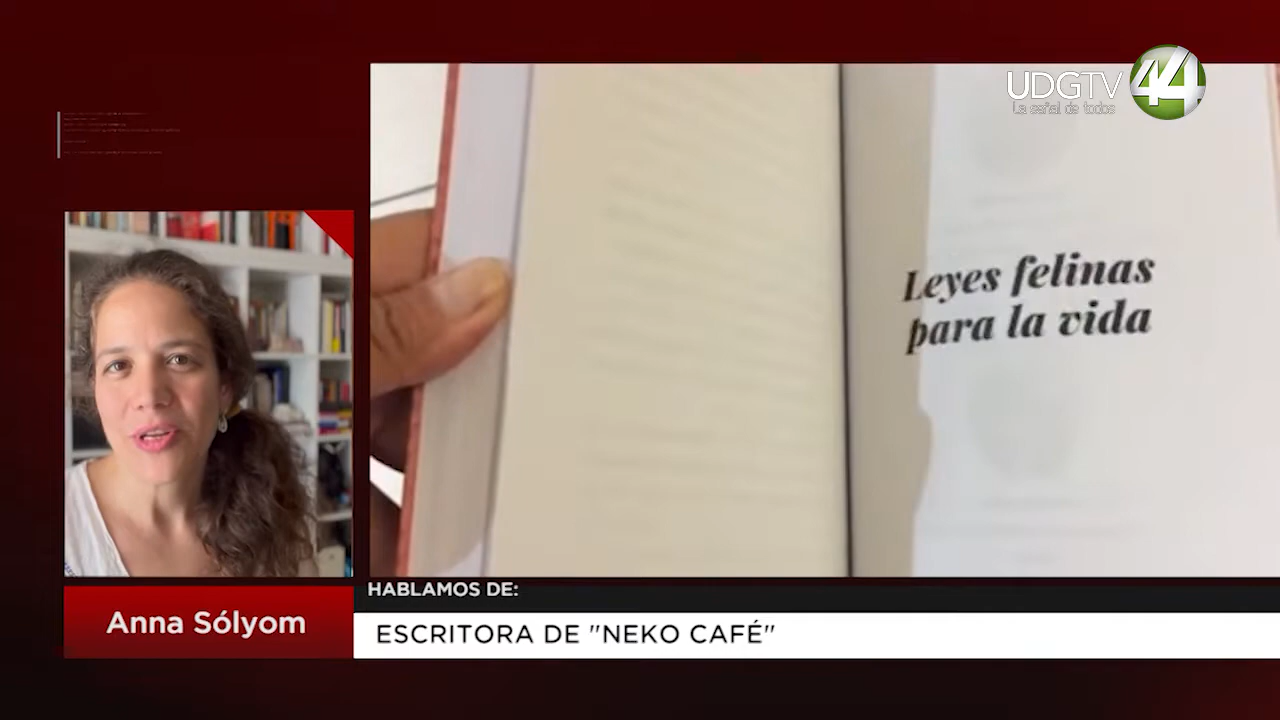 UDGTV 44
La señal de todos
Leyes felinas
para la vida
HABLAMOS DE:
Anna Sólyom
ESCRITORA DE "NEKO CAFÉ"